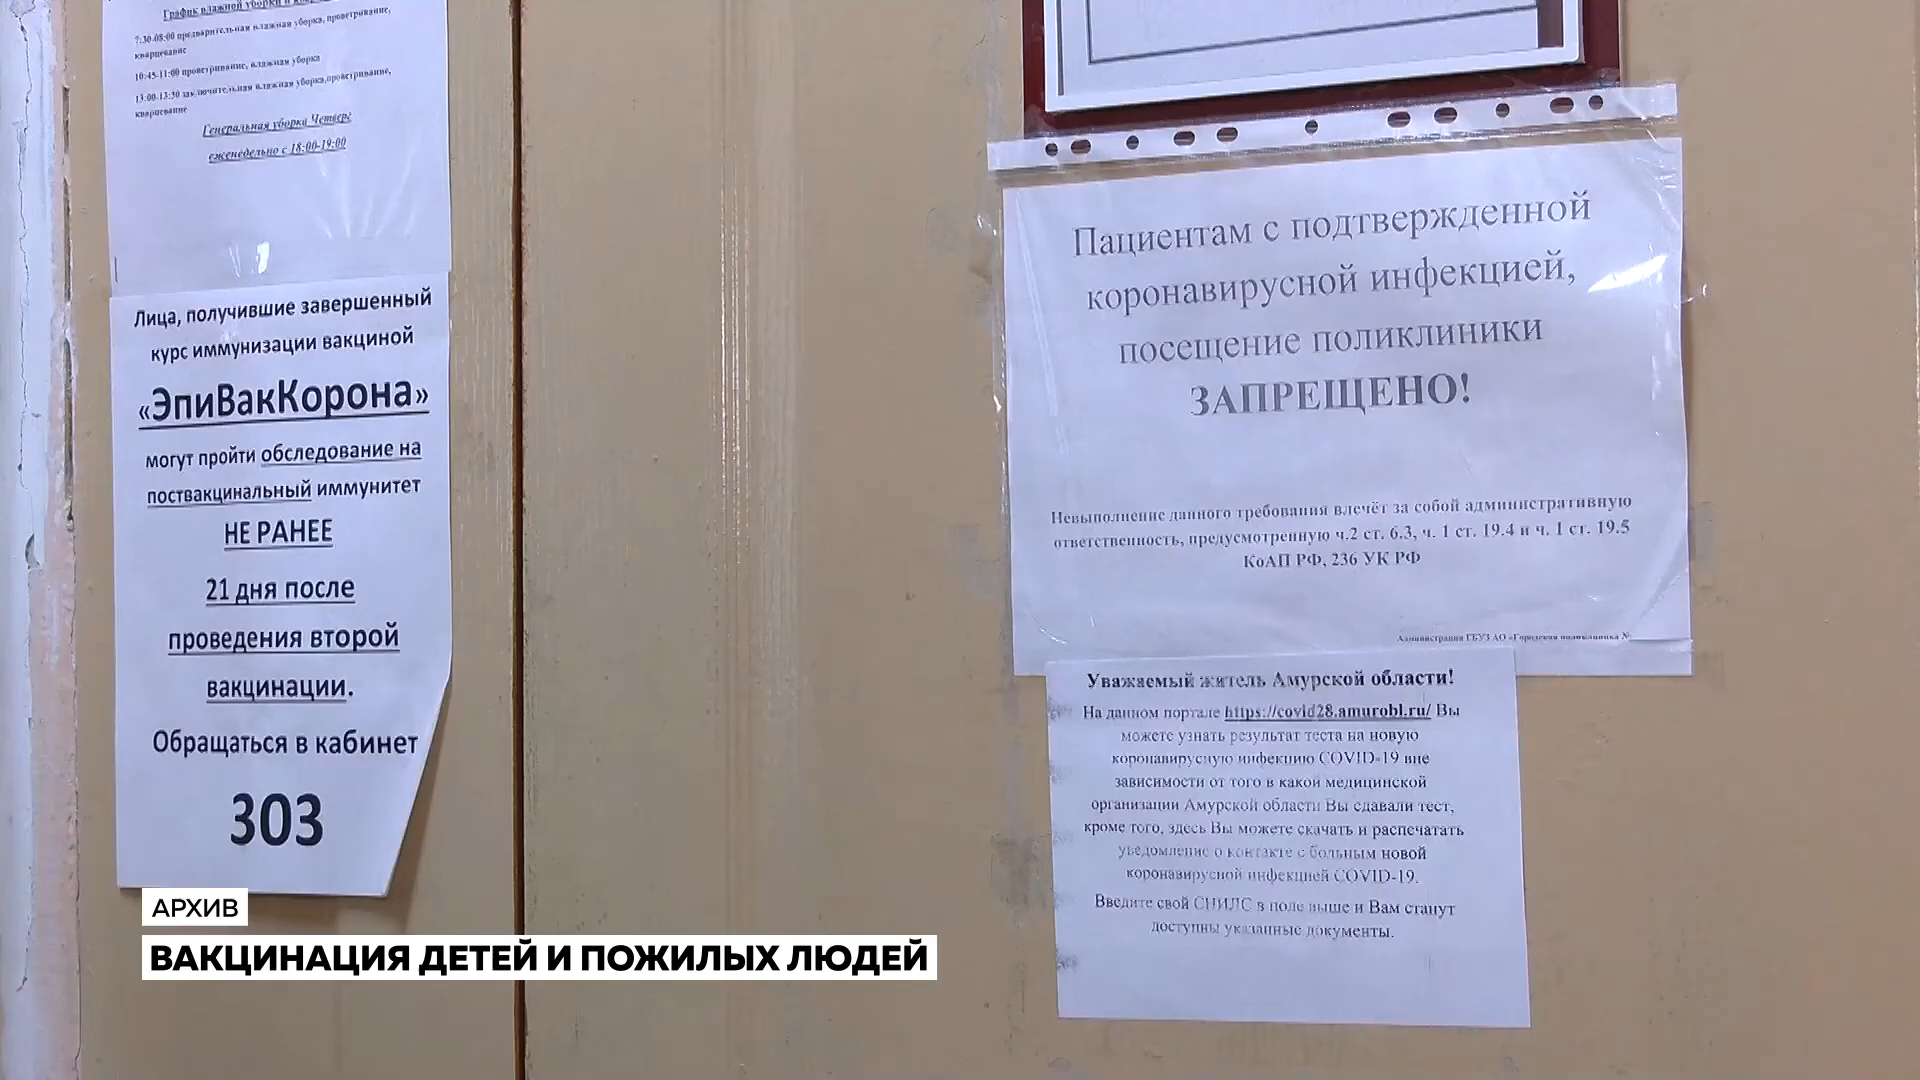 График влажной уборки и
7:30-08:00 предварительная влажная уборка, проветривание,
кварцевание
10:45-11:00 проветривание, влажная уборка
13:00-13:30 заключительная влажная уборка,проветривание,
кварцевание
Генеральная уборка Четверг
еженедельно с 18:00-19:00
Лица, получившие завершенный
курс иммунизации вакциной
«ЭпиВакКорона»
могут пройти обследование на
поствакцинальный иммунитет
НЕ РАНЕЕ
21 дня после
проведения второй
вакцинации.
Обращаться в кабинет
303
Пациентам с подтвержденной
коронавирусной инфекцией,
посещение поликлиники
ЗАПРЕЩЕНО!
Невыполнение данного требования влечёт за собой административную
ответственность, предусмотренную ч.2 ст. 6.3, ч. 1 ст. 19.4 и ч. 1 ст. 19.5
КоАП РФ, 236 УК РФ
Администрация ГБУЗ АО «Городская поликлиника №
Уважаемый житель Амурской области!
На данном портале https://covid28.amurobl.ru/ Вы
можете узнать результат теста на новую
коронавирусную инфекцию COVID-19 вне
зависимости от того в какой медицинской
организации Амурской области Вы сдавали тест,
кроме того, здесь Вы можете скачать и распечатать
уведомление о контакте с больным новой
коронавирусной инфекцией COVID-19.
Введите свой СНИЛС в поле выше и Вам станут
доступны указанные документы.
АРХИВ
ВАКЦИНАЦИЯ ДЕТЕЙ И ПОЖИЛЫХ ЛЮДЕЙ